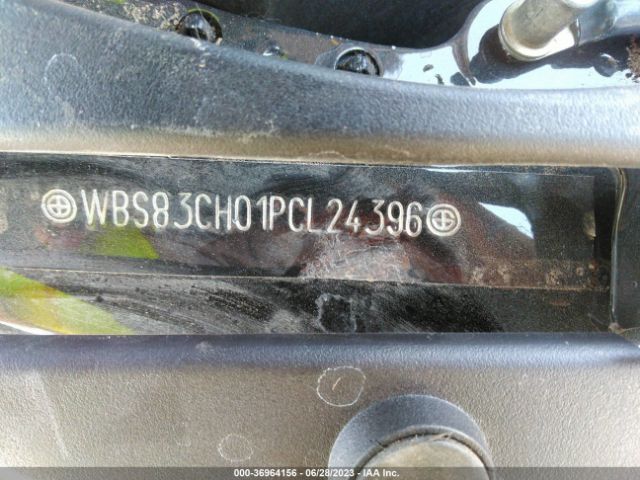 WBS83CH01PCL24396
000-36964156 | 06/28/2023 - IAA Inc.